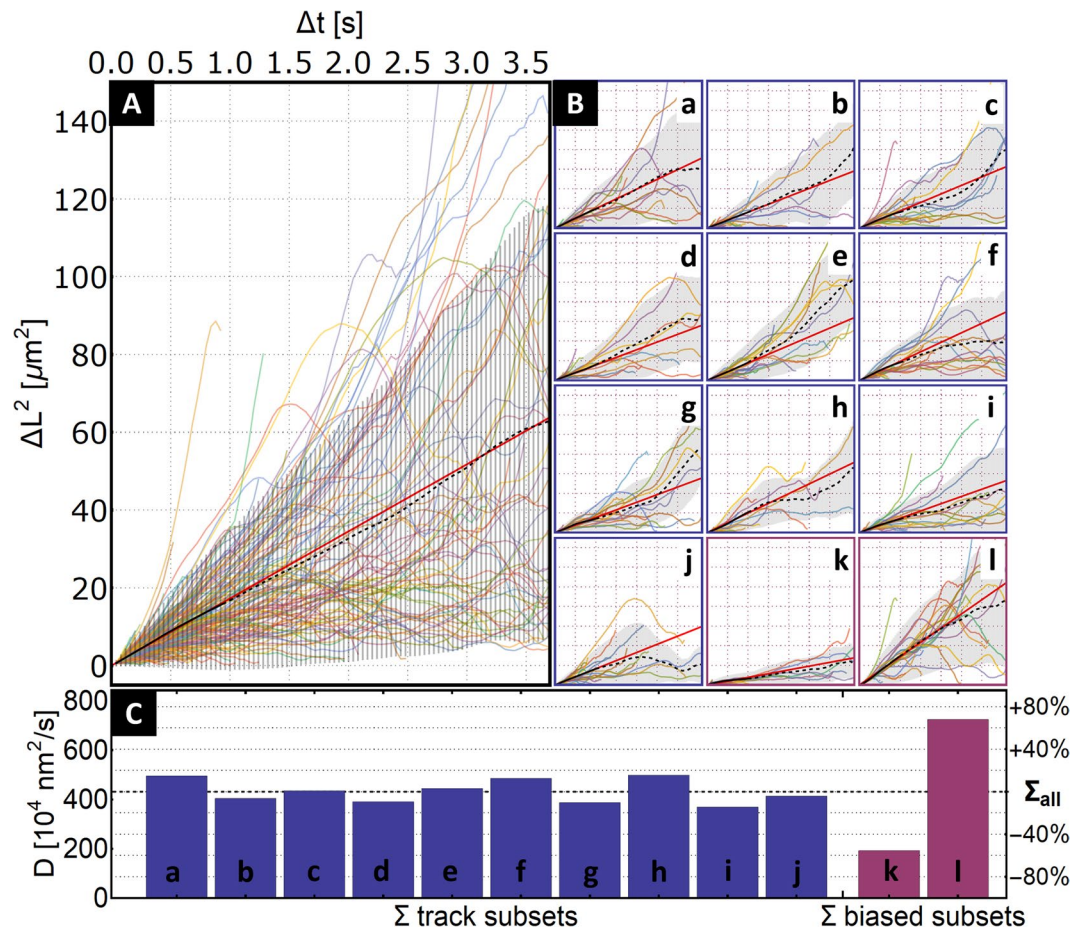 Δt [s]
0.0 0.5 1.0 1.5 2.0 2.5 3.0 3.5
A
B
a
b
c
140
120
100
80
60
40
20
0
ΔL² [μm²]
d
e
f
g
h
i
j
k
l
C
800
600
400
200
0
D [10⁴ nm²/s]
+80%
+40%
Σall
−40%
−80%
a b c d e f g h i j k l
Σ track subsets
Σ biased subsets